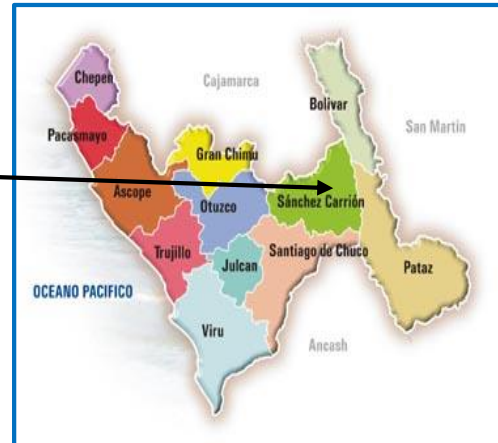 Chepen
Cajamarca
Bolivar
San Martín
Pacasmayo
Gran Chimu
Ascope
Otuzco
Sánchez Carrión
Trujillo
Julcan
Santiago de Chuco
Pataz
OCEANO PACIFICO
Viru
Ancash